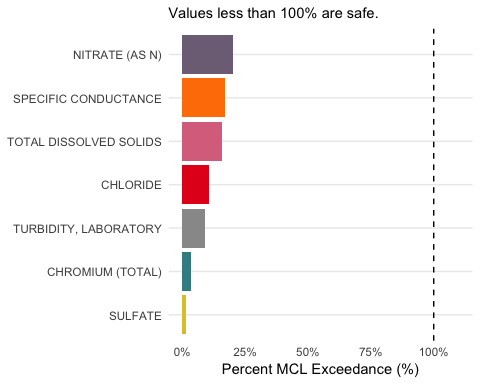 Values less than 100% are safe.
NITRATE (AS N)
SPECIFIC CONDUCTANCE
TOTAL DISSOLVED SOLIDS
CHLORIDE
TURBIDITY, LABORATORY
CHROMIUM (TOTAL)
SULFATE
0% 25% 50% 75% 100%
Percent MCL Exceedance (%)